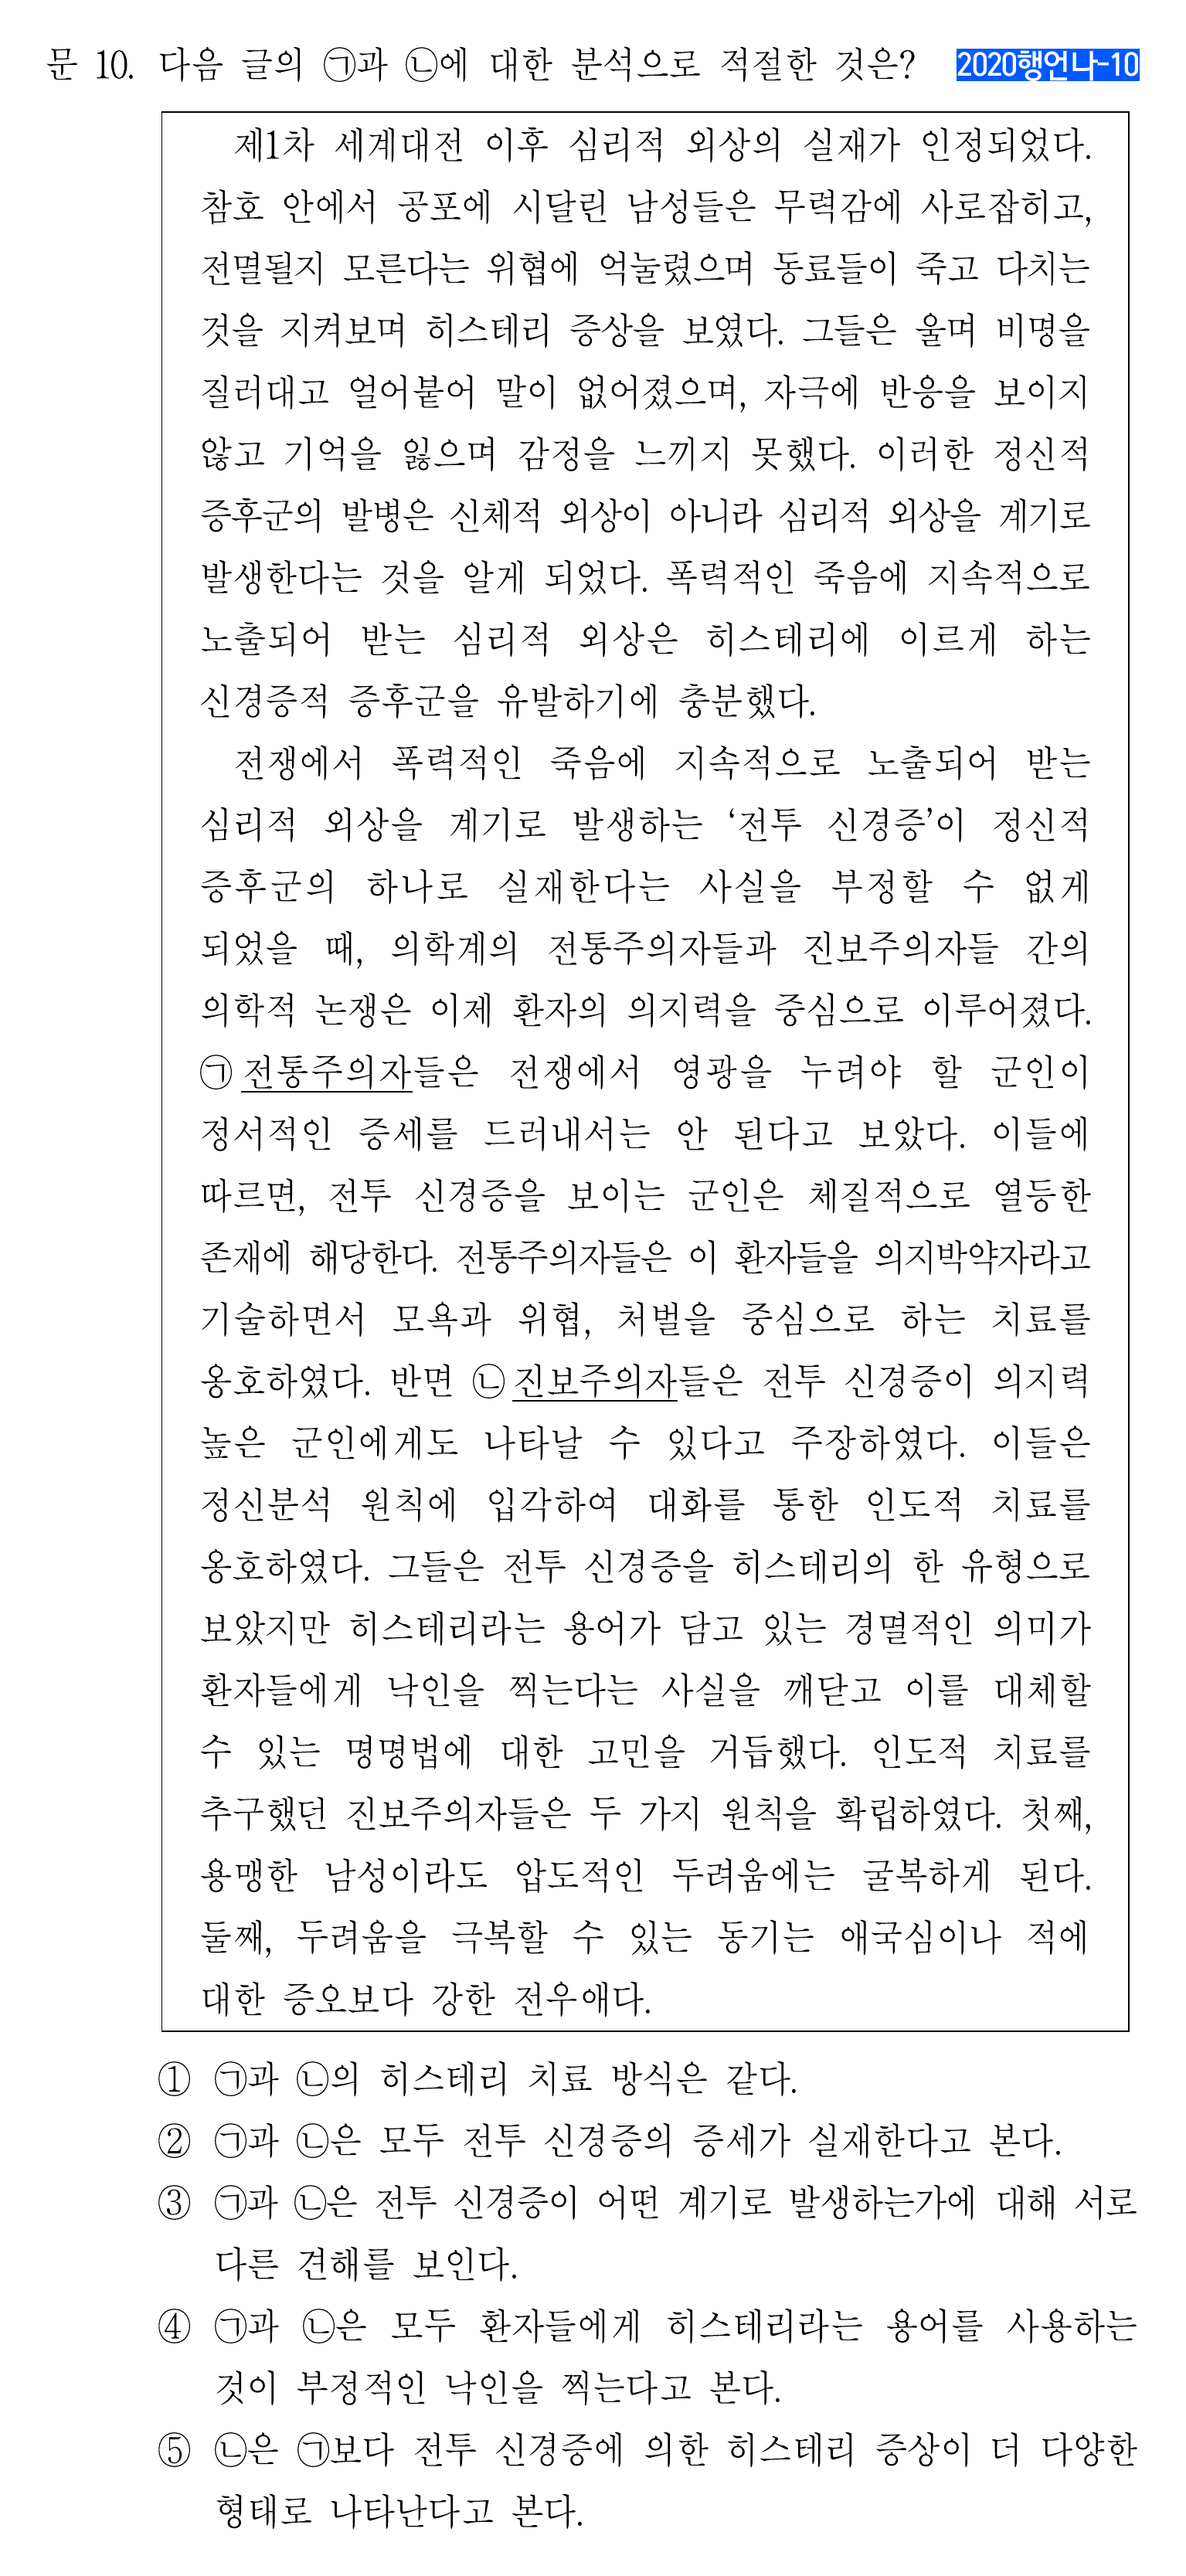 문 10. 다음 글의 ㉠과 ㉡에 대한 분석으로 적절한 것은? 2020행언나-10
제1차 세계대전 이후 심리적 외상의 실재가 인정되었다.
참호 안에서 공포에 시달린 남성들은 무력감에 사로잡히고,
전멸될지 모른다는 위협에 억눌렸으며 동료들이 죽고 다치는
것을 지켜보며 히스테리 증상을 보였다. 그들은 울며 비명을
질러대고 얼어붙어 말이 없어졌으며, 자극에 반응을 보이지
않고 기억을 잃으며 감정을 느끼지 못했다. 이러한 정신적
증후군의 발병은 신체적 외상이 아니라 심리적 외상을 계기로
발생한다는 것을 알게 되었다. 폭력적인 죽음에 지속적으로
노출되어 받는 심리적 외상은 히스테리에 이르게 하는
신경증적 증후군을 유발하기에 충분했다.
전쟁에서 폭력적인 죽음에 지속적으로 노출되어 받는
심리적 외상을 계기로 발생하는 ‘전투 신경증’이 정신적
증후군의 하나로 실재한다는 사실을 부정할 수 없게
되었을 때, 의학계의 전통주의자들과 진보주의자들 간의
의학적 논쟁은 이제 환자의 의지력을 중심으로 이루어졌다.
㉠ 전통주의자들은 전쟁에서 영광을 누려야 할 군인이
정서적인 증세를 드러내서는 안 된다고 보았다. 이들에
따르면, 전투 신경증을 보이는 군인은 체질적으로 열등한
존재에 해당한다. 전통주의자들은 이 환자들을 의지박약자라고
기술하면서 모욕과 위협, 처벌을 중심으로 하는 치료를
옹호하였다. 반면 ㉡ 진보주의자들은 전투 신경증이 의지력
높은 군인에게도 나타날 수 있다고 주장하였다. 이들은
정신분석 원칙에 입각하여 대화를 통한 인도적 치료를
옹호하였다. 그들은 전투 신경증을 히스테리의 한 유형으로
보았지만 히스테리라는 용어가 담고 있는 경멸적인 의미가
환자들에게 낙인을 찍는다는 사실을 깨닫고 이를 대체할
수 있는 명명법에 대한 고민을 거듭했다. 인도적 치료를
추구했던 진보주의자들은 두 가지 원칙을 확립하였다. 첫째,
용맹한 남성이라도 압도적인 두려움에는 굴복하게 된다.
둘째, 두려움을 극복할 수 있는 동기는 애국심이나 적에
대한 증오보다 강한 전우애다.
① ㉠과 ㉡의 히스테리 치료 방식은 같다.
② ㉠과 ㉡은 모두 전투 신경증의 증세가 실재한다고 본다.
③ ㉠과 ㉡은 전투 신경증이 어떤 계기로 발생하는가에 대해 서로
다른 견해를 보인다.
④ ㉠과 ㉡은 모두 환자들에게 히스테리라는 용어를 사용하는
것이 부정적인 낙인을 찍는다고 본다.
⑤ ㉡은 ㉠보다 전투 신경증에 의한 히스테리 증상이 더 다양한
형태로 나타난다고 본다.